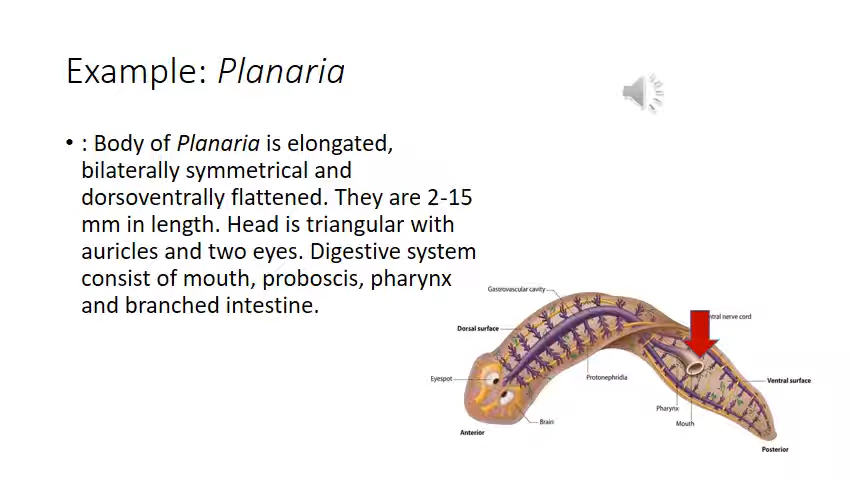 Example: Planaria
• : Body of Planaria is elongated,
bilaterally symmetrical and
dorsoventrally flattened. They are 2-15
mm in length. Head is triangular with
auricles and two eyes. Digestive system
consist of mouth, proboscis, pharynx
and branched intestine.
Gastrovascular cavity
nerve cord
Dorsal surface
Eyespot
Protonephridia
Ventral surface
Pharynx
Mouth
Brain
Anterior
Posterior